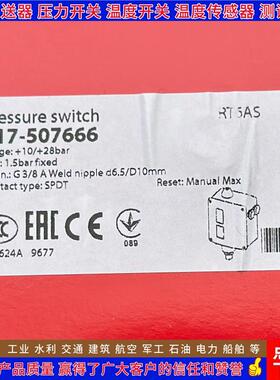 送器 压力开关 温度开关 温度传感器 测
essure switch
RT 5AS
17-507666
ge: +10/+28bar
: 1.5bar fixed
n.: G 3/8 A Weld nipple d6.5/D10mm
ntact type: SPDT
Reset: Manual Max
089
624A 9677
工业 水利 交通 建筑 航空 军工 石油 电力 船舶 等
产品质量 赢得了广大客户的信任和赞誉